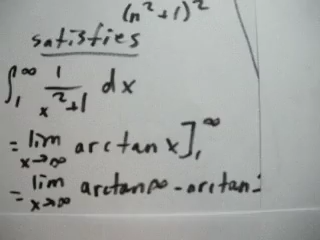 (n²+1)²
satisfies
∫₁^∞ 1/(x²+1) dx
= lim x→∞ arctan x]₁^∞
= lim x→∞ arctan∞ - arctan